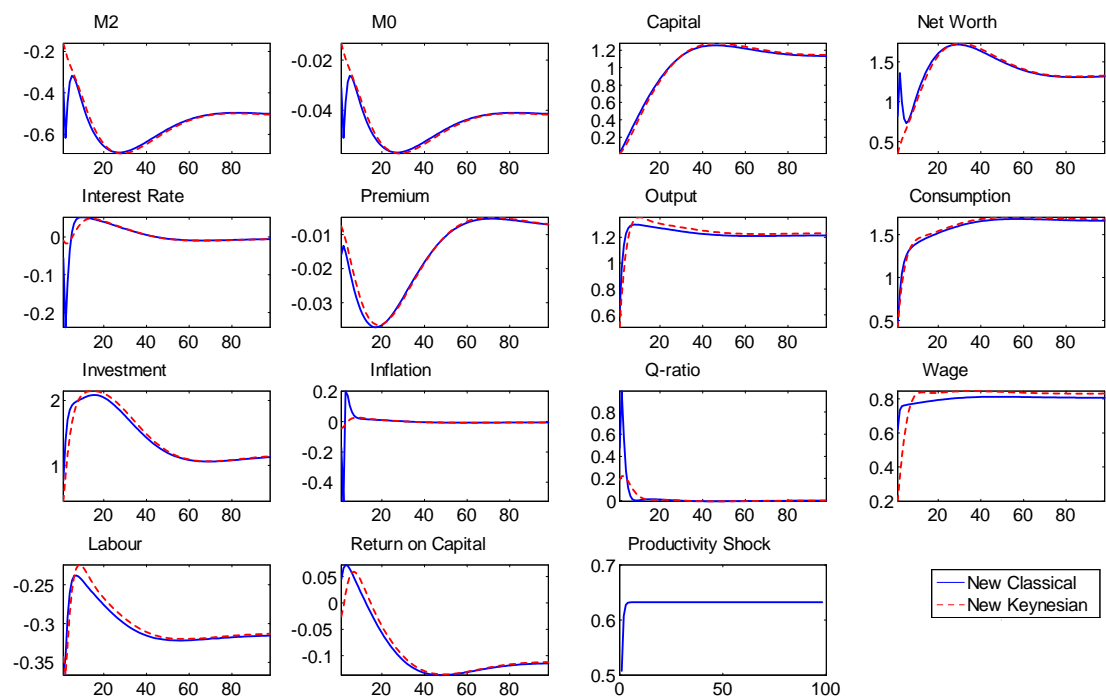 M2
M0
Capital
Net Worth
-0.2
-0.4
-0.6
20 40 60 80
-0.02
-0.04
20 40 60 80
1.2
1
0.8
0.6
0.4
0.2
20 40 60 80
1.5
1
0.5
20 40 60 80
Interest Rate
Premium
Output
Consumption
0
-0.1
-0.2
20 40 60 80
-0.01
-0.02
-0.03
20 40 60 80
1.2
1
0.8
0.6
20 40 60 80
1.5
1
0.5
20 40 60 80
Investment
Inflation
Q-ratio
Wage
2
1
20 40 60 80
0.2
0
-0.2
-0.4
20 40 60 80
0.8
0.6
0.4
0.2
0
20 40 60 80
0.8
0.6
0.4
0.2
20 40 60 80
Labour
Return on Capital
Productivity Shock
-0.25
-0.3
-0.35
20 40 60 80
0.05
0
-0.1
20 40 60 80
0.7
0.6
0.5
0 50 100
New Classical
New Keynesian